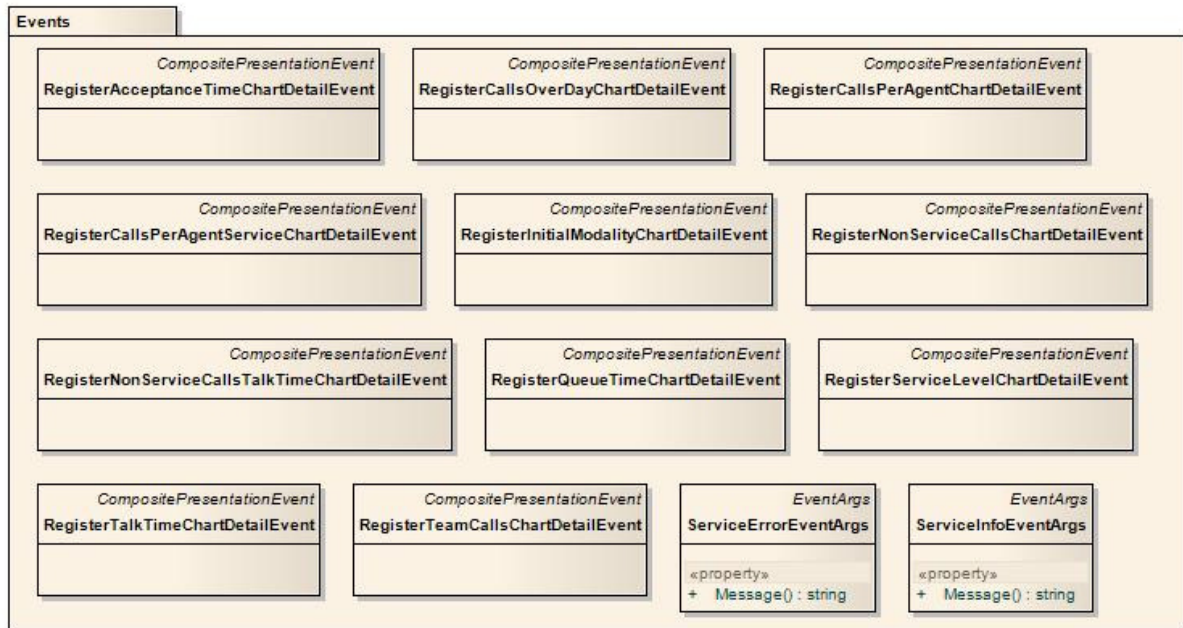 Events
CompositePresentationEvent
RegisterAcceptanceTimeChartDetailEvent
CompositePresentationEvent
RegisterCallsOverDayChartDetailEvent
CompositePresentationEvent
RegisterCallsPerAgentChartDetailEvent
CompositePresentationEvent
RegisterCallsPerAgentServiceChartDetailEvent
CompositePresentationEvent
RegisterInitialModalityChartDetailEvent
CompositePresentationEvent
RegisterNonServiceCallsChartDetailEvent
CompositePresentationEvent
RegisterNonServiceCallsTalkTimeChartDetailEvent
CompositePresentationEvent
RegisterQueueTimeChartDetailEvent
CompositePresentationEvent
RegisterServiceLevelChartDetailEvent
CompositePresentationEvent
RegisterTalkTimeChartDetailEvent
CompositePresentationEvent
RegisterTeamCallsChartDetailEvent
EventArgs
ServiceErrorEventArgs
«property»
+ Message() : string
EventArgs
ServiceInfoEventArgs
«property»
+ Message() : string